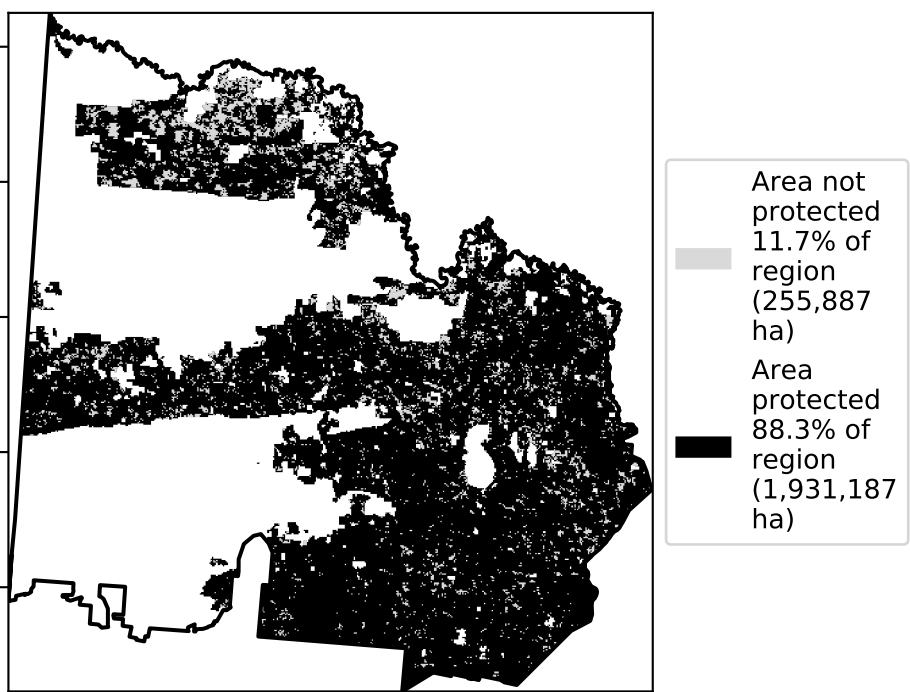 Area not
protected
11.7% of
region
(255,887
ha)
Area
protected
88.3% of
region
(1,931,187
ha)